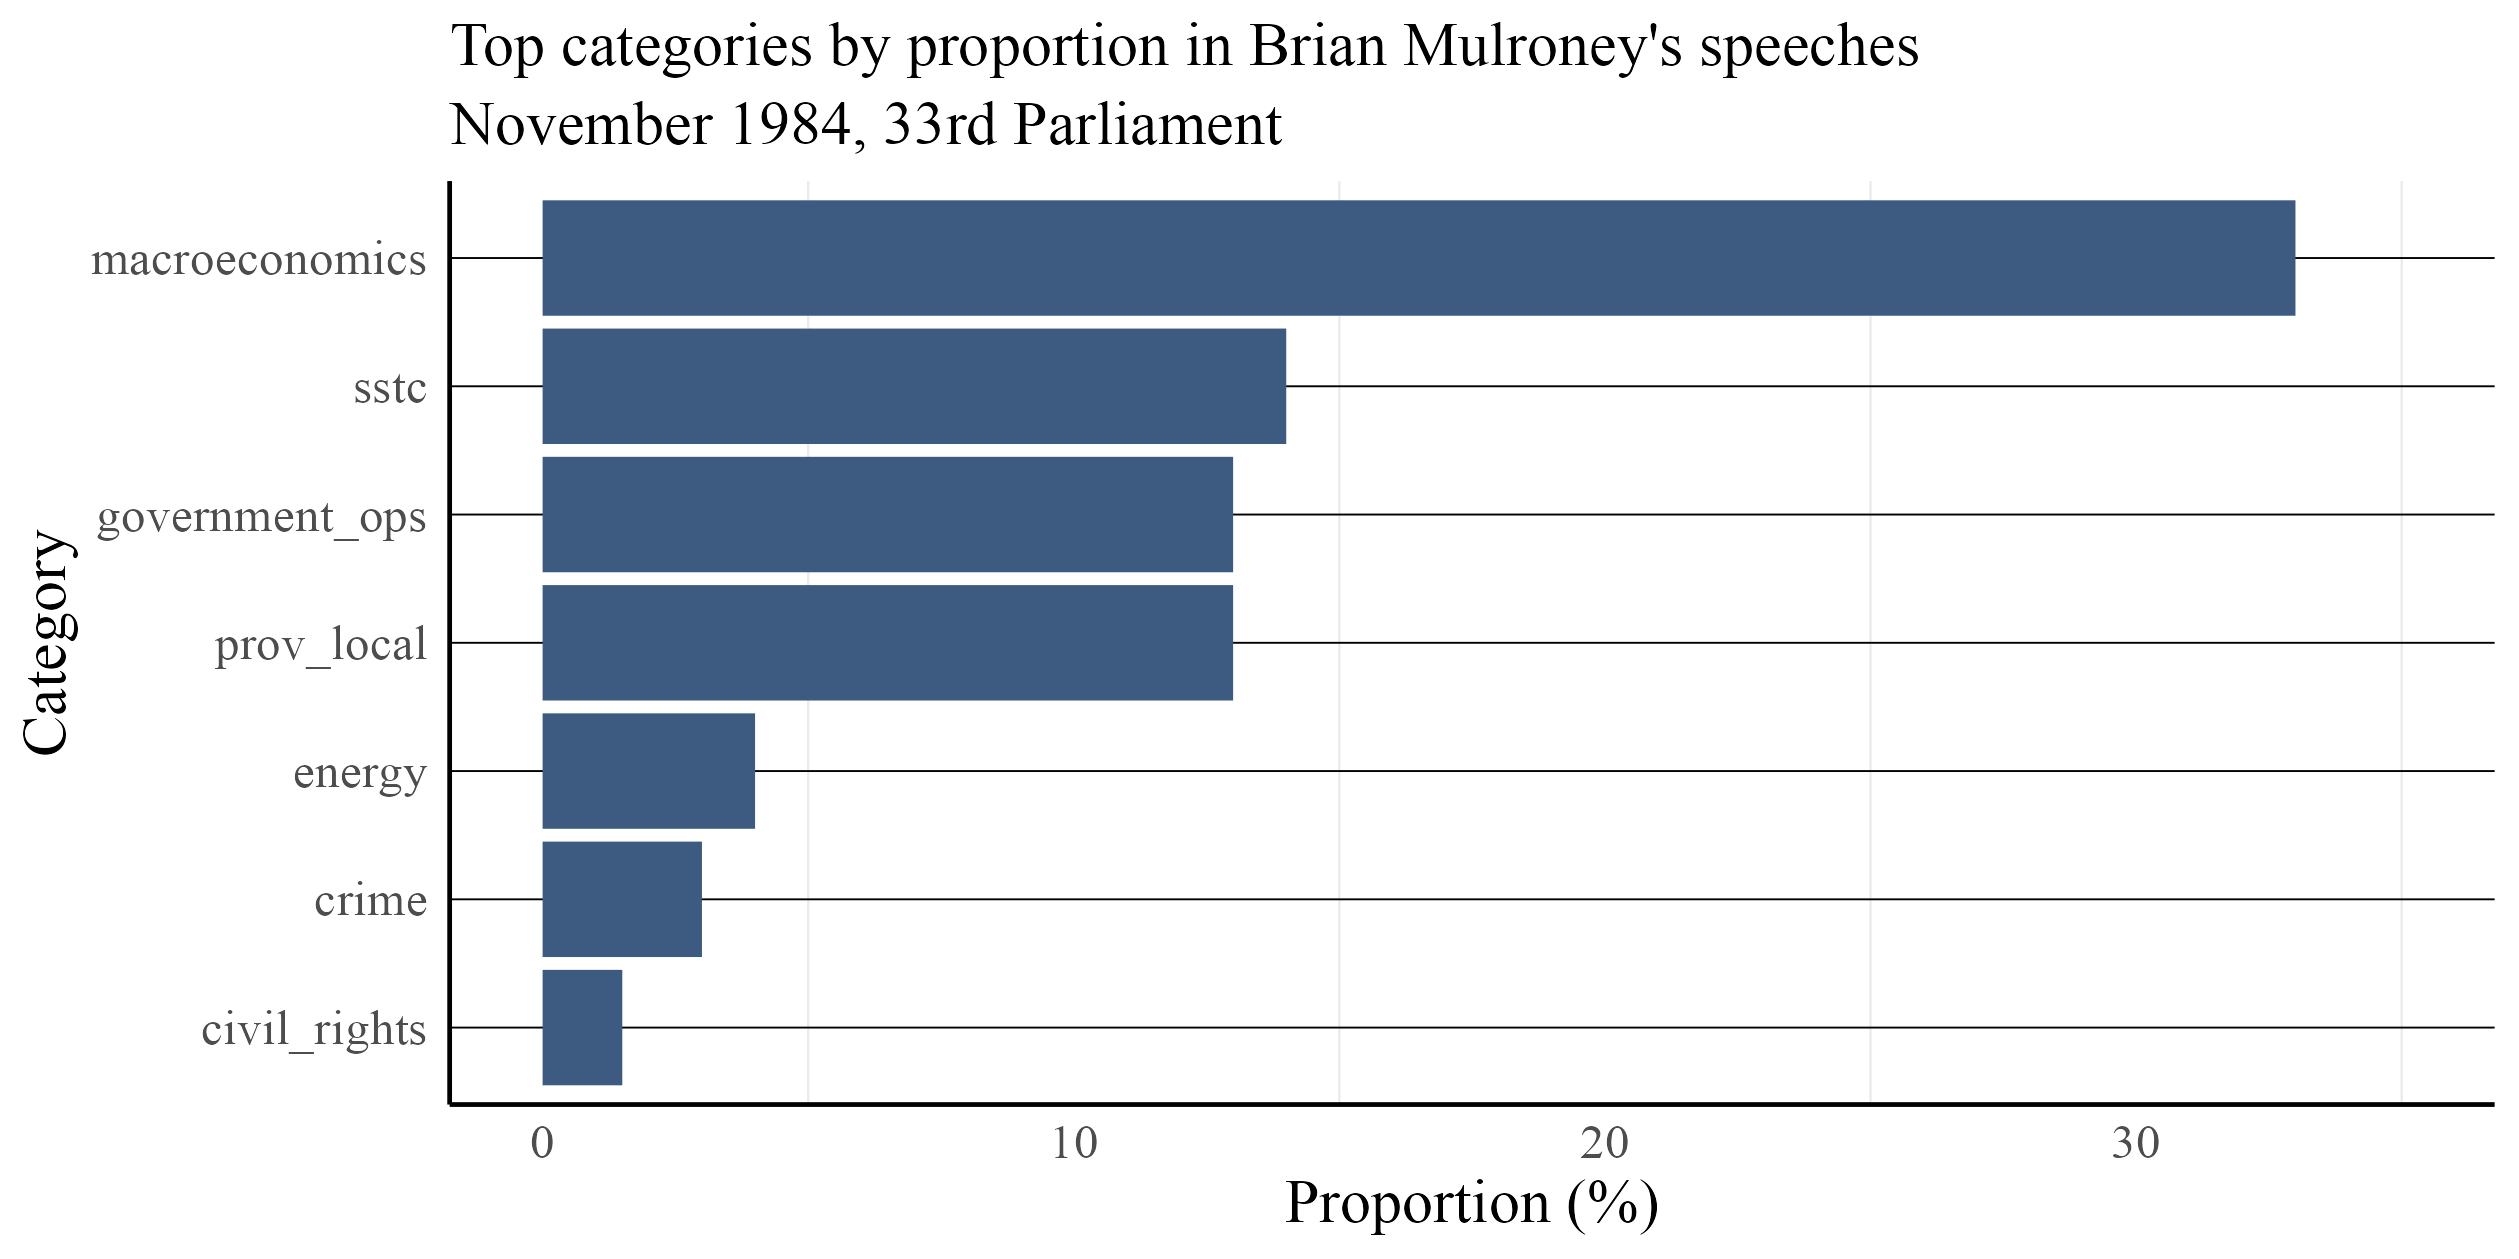 Top categories by proportion in Brian Mulroney's speeches
November 1984, 33rd Parliament
Category
macroeconomics
sstc
government_ops
prov_local
energy
crime
civil_rights
0 10 20 30
Proportion (%)